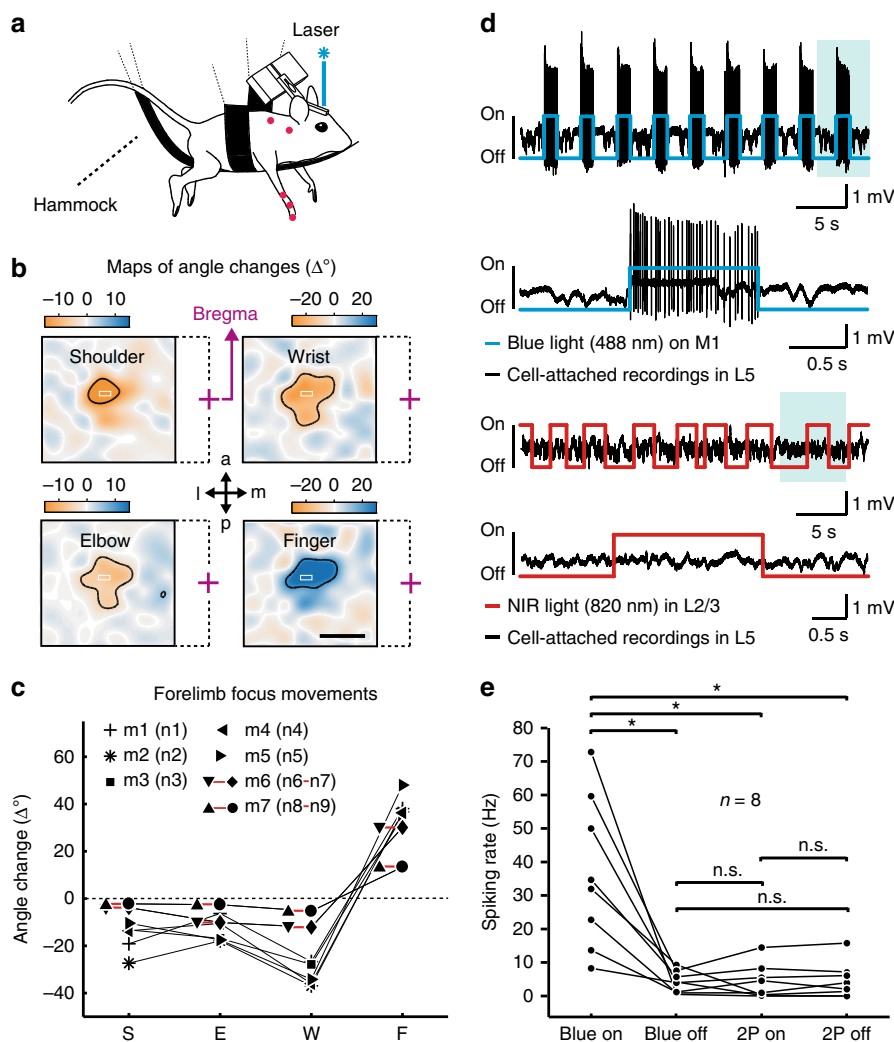 a
Laser
Hammock
b
Maps of angle changes (Δ°)
−10 0 10
−20 0 20
Bregma
Shoulder
Wrist
a
l m
p
−10 0 10
−20 0 20
Elbow
Finger
c
Forelimb focus movements
m1 (n1)
m2 (n2)
m3 (n3)
m4 (n4)
m5 (n5)
m6 (n6-n7)
m7 (n8-n9)
Angle change (Δ°)
60
40
20
0
−20
−40
S E W F
d
On
Off
1 mV
5 s
On
Off
1 mV
0.5 s
Blue light (488 nm) on M1
Cell-attached recordings in L5
On
Off
1 mV
5 s
On
Off
1 mV
0.5 s
NIR light (820 nm) in L2/3
Cell-attached recordings in L5
e
Spiking rate (Hz)
80
70
60
50
40
30
20
10
0
*
*
*
n = 8
n.s.
n.s.
n.s.
Blue on Blue off 2P on 2P off